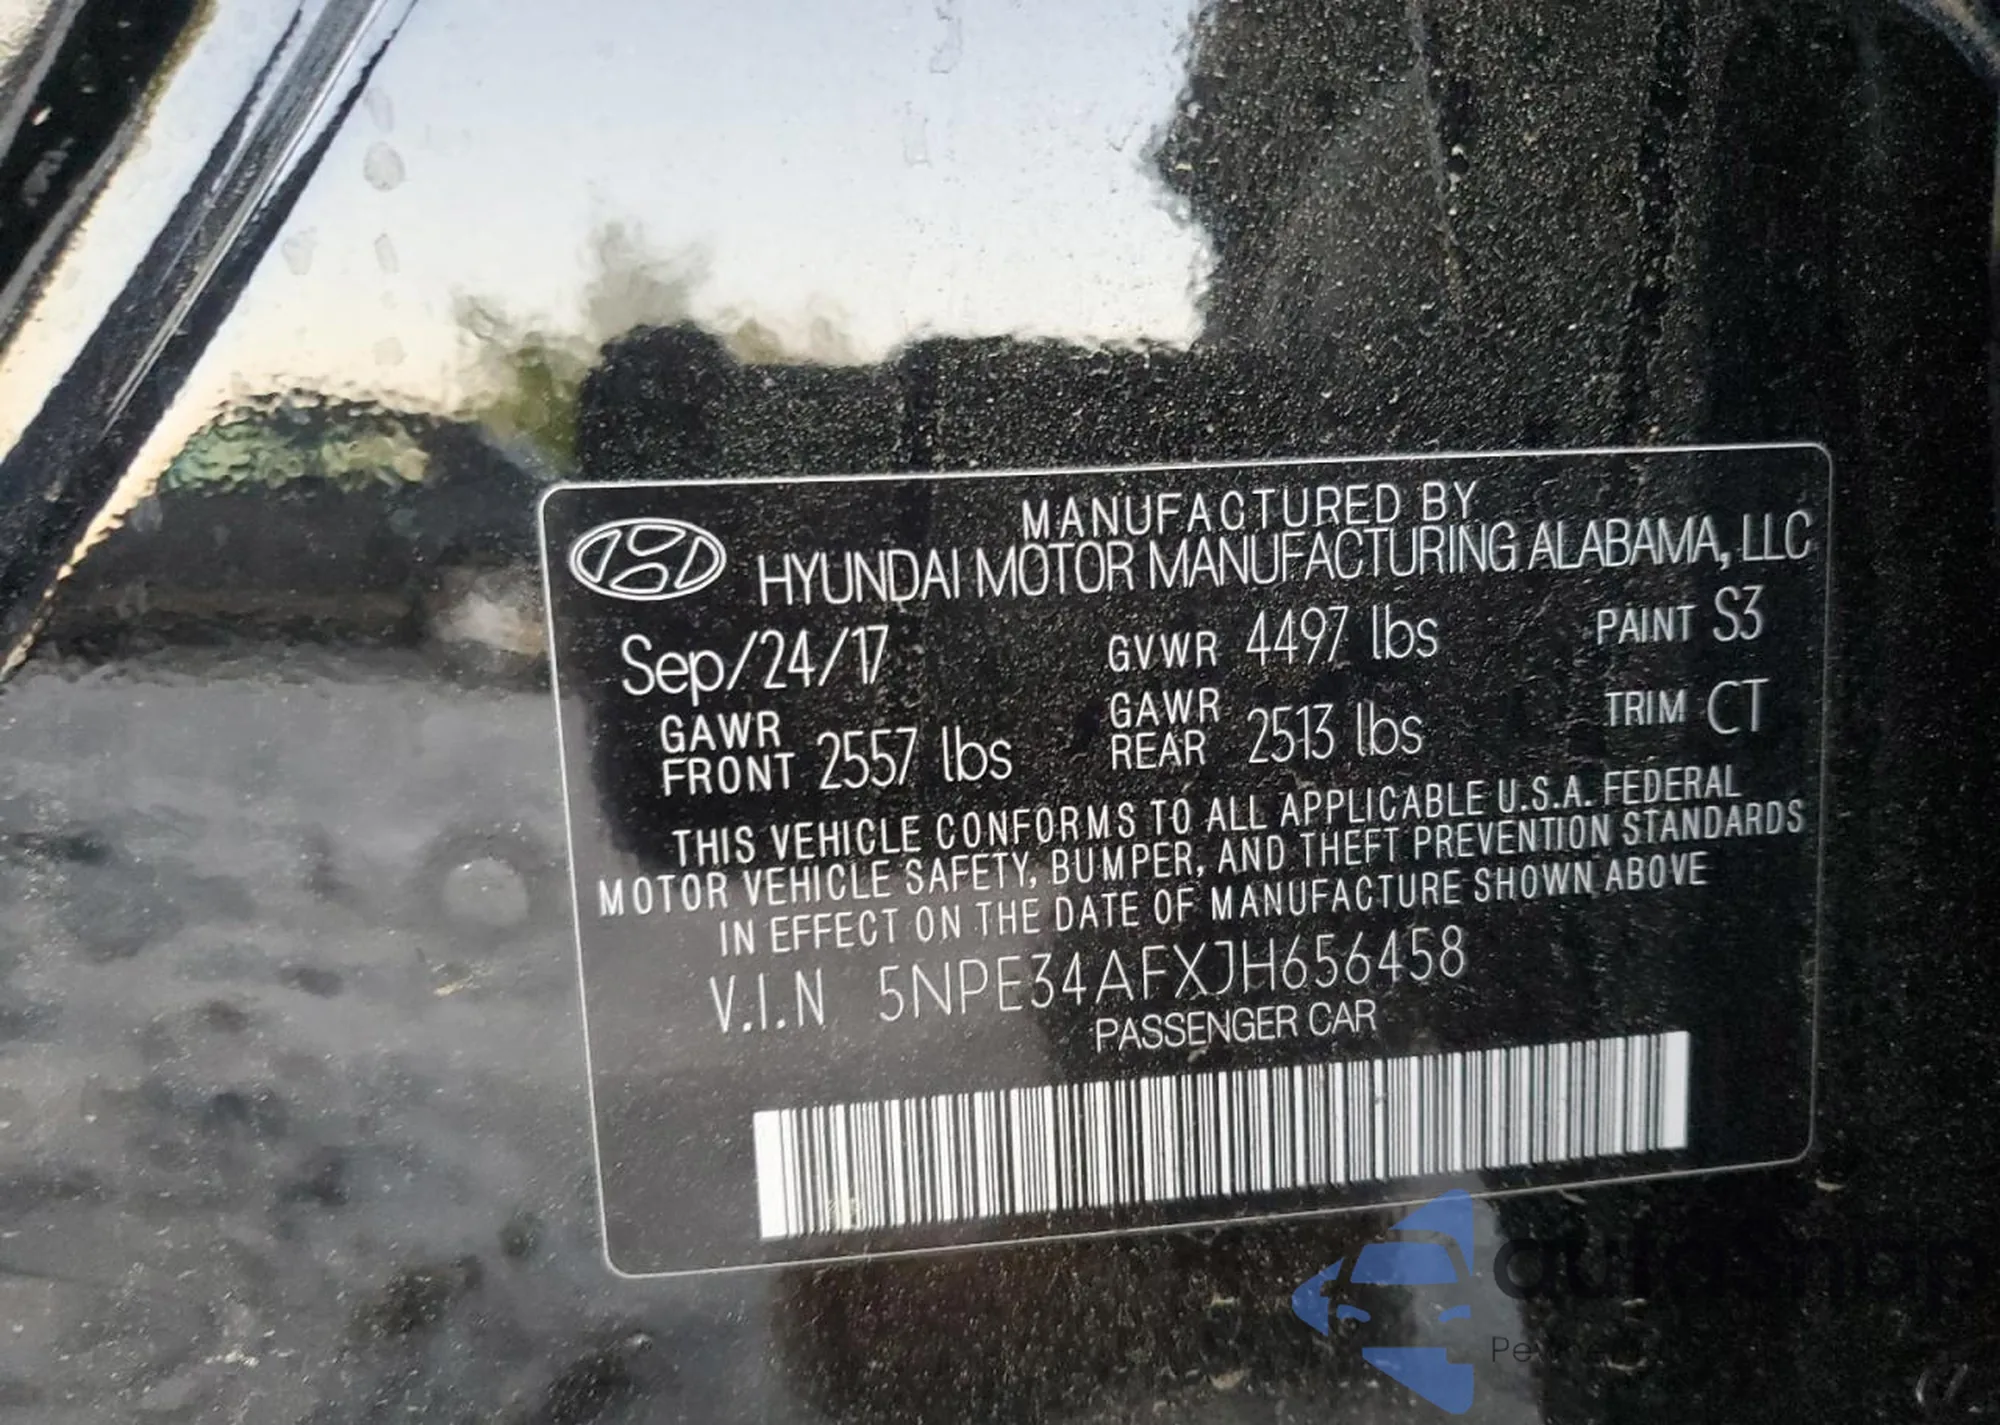 MANUFACTURED BY
HYUNDAI MOTOR MANUFACTURING ALABAMA, LLC
Sep/24/17 GVWR 4497 lbs PAINT S3
GAWR FRONT 2557 lbs GAWR REAR 2513 lbs TRIM CT
THIS VEHICLE CONFORMS TO ALL APPLICABLE U.S.A. FEDERAL
MOTOR VEHICLE SAFETY, BUMPER, AND THEFT PREVENTION STANDARDS
IN EFFECT ON THE DATE OF MANUFACTURE SHOWN ABOVE
V.I.N 5NPE34AFXJH656458
PASSENGER CAR